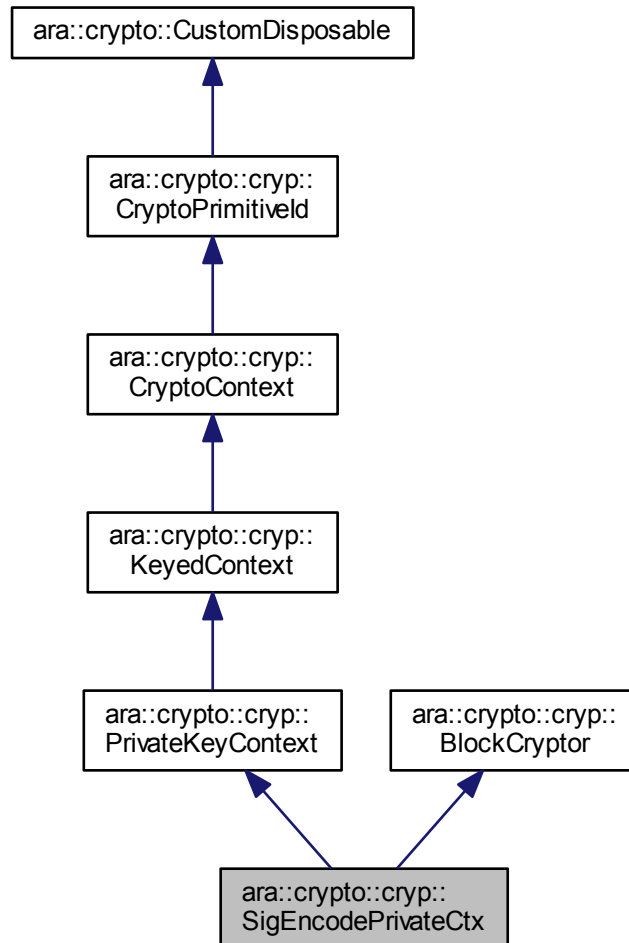 ara::crypto::CustomDisposable
ara::crypto::cryp::
CryptoPrimitiveId
ara::crypto::cryp::
CryptoContext
ara::crypto::cryp::
KeyedContext
ara::crypto::cryp::
PrivateKeyContext
ara::crypto::cryp::
BlockCryptor
ara::crypto::cryp::
SigEncodePrivateCtx